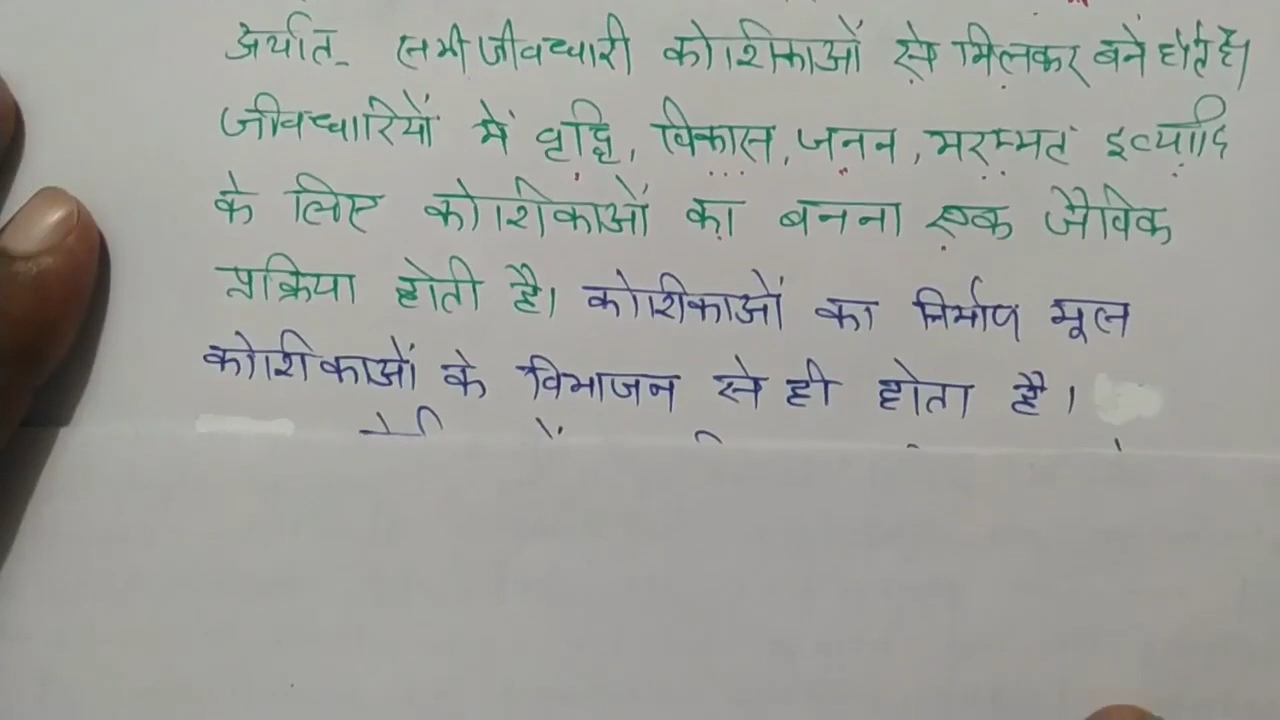 अर्थात- सभी जीवधारी कोशिकाओं से मिलकर बने होते हैं।
जीवधारियों में वृद्धि, विकास, जनन, मरम्मत इत्यादि
के लिए कोशिकाओं का बनना एक जैविक
प्रक्रिया होती है। कोशिकाओं का निर्माण मूल
कोशिकाओं के विभाजन से ही होता है।